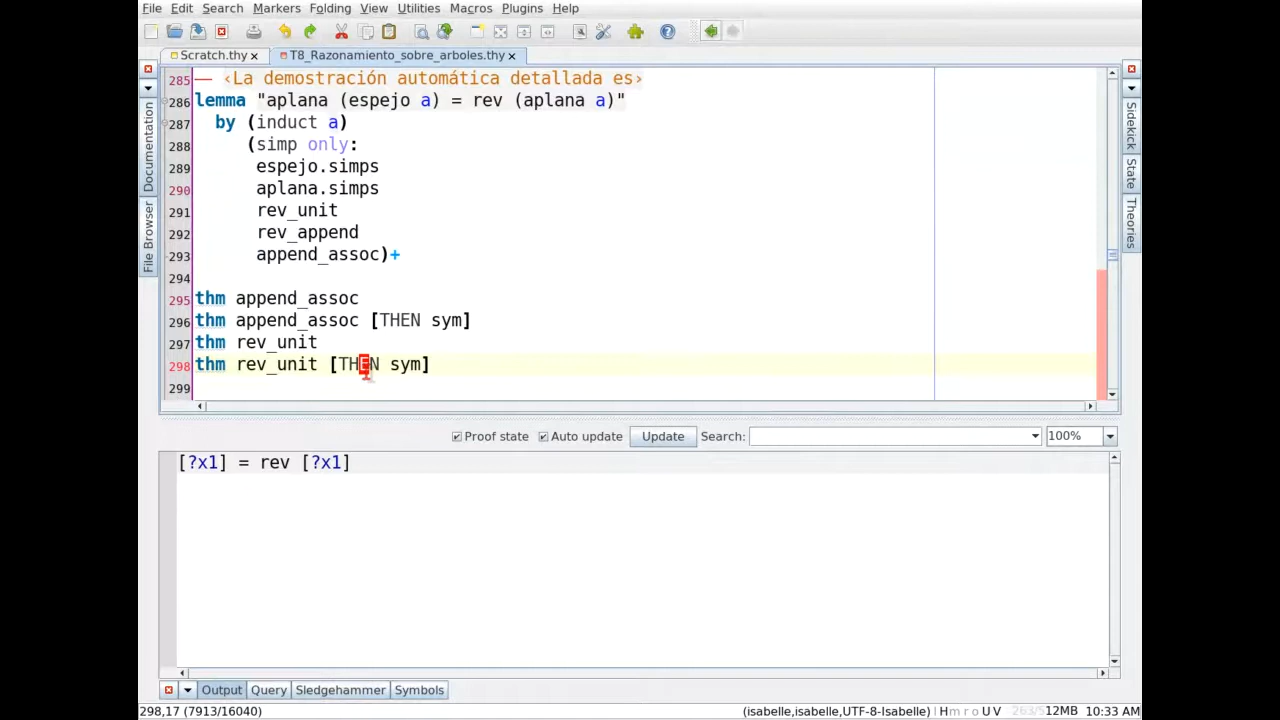 File Edit Search Markers Folding View Utilities Macros Plugins Help
Scratch.thy T8_Razonamiento_sobre_arboles.thy
285 — ‹La demostración automática detallada es›
286 lemma "aplana (espejo a) = rev (aplana a)"
287 by (induct a)
288 (simp only:
289 espejo.simps
290 aplana.simps
291 rev_unit
292 rev_append
293 append_assoc)+
294
295 thm append_assoc
296 thm append_assoc [THEN sym]
297 thm rev_unit
298 thm rev_unit [THEN sym]
299
Documentation
File Browser
Sidekick
State
Theories
Proof state Auto update Update Search: 100%
[?x1] = rev [?x1]
Output Query Sledgehammer Symbols
298,17 (7913/16040) (isabelle,isabelle,UTF-8-Isabelle) H m r o U V 12MB 10:33 AM